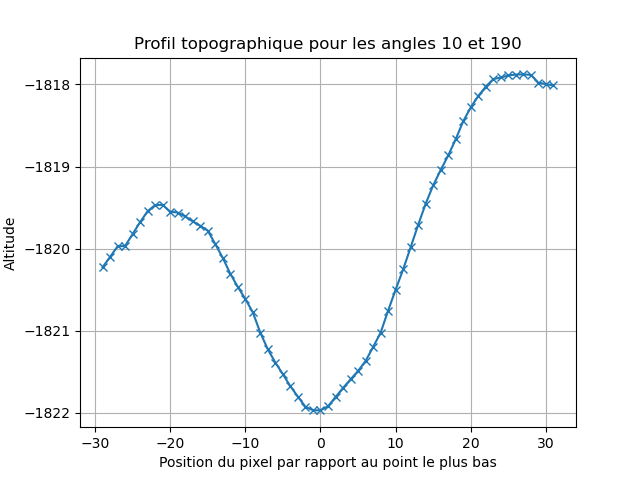 Profil topographique pour les angles 10 et 190
Altitude
−1818
−1819
−1820
−1821
−1822
−30 −20 −10 0 10 20 30
Position du pixel par rapport au point le plus bas